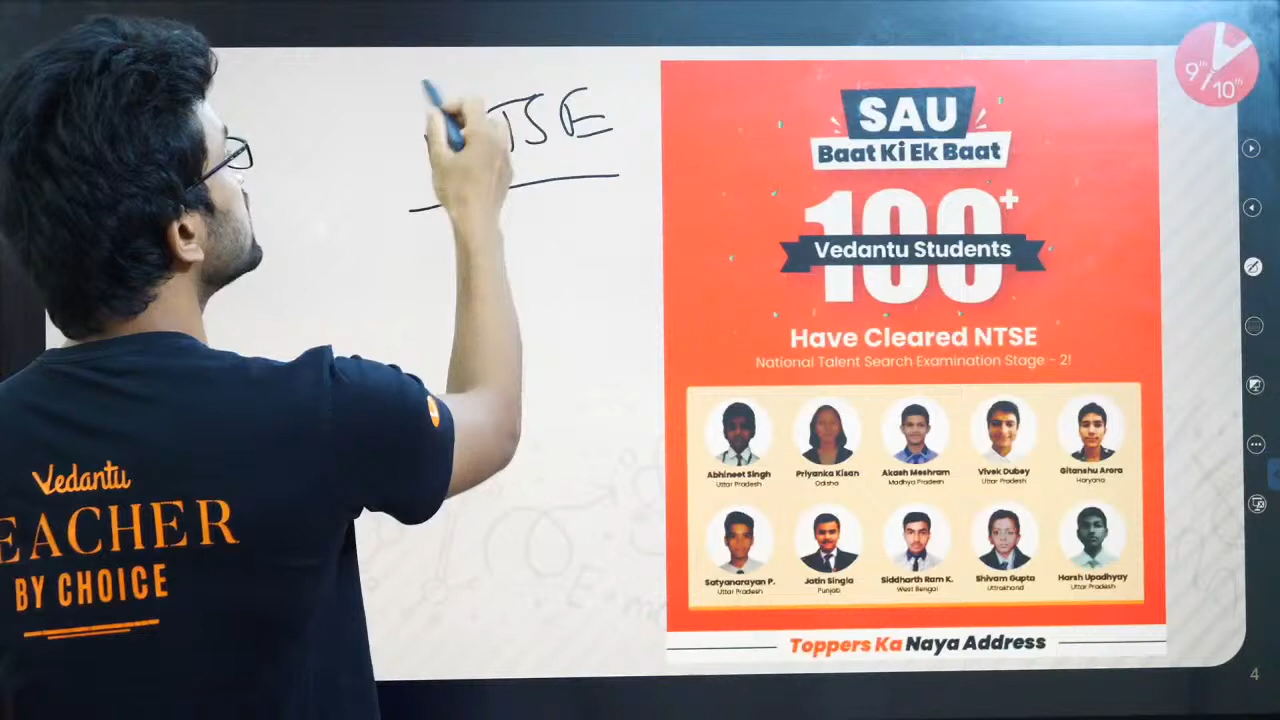 TSE
9th
10th
SAU
Baat Ki Ek Baat
100+
Vedantu Students
Have Cleared NTSE
National Talent Search Examination Stage - 2!
Abhineet Singh
Uttar Pradesh
Priyanka Kisan
Odisha
Akash Meshram
Madhya Pradesh
Vivek Dubey
Uttar Pradesh
Gitanshu Arora
Haryana
Satyanarayan P.
Uttar Pradesh
Jatin Singla
Punjab
Siddharth Ram K.
West Bengal
Shivam Gupta
Uttrakhand
Harsh Upadhyay
Uttar Pradesh
Toppers Ka Naya Address
Vedantu
EACHER
BY CHOICE
4